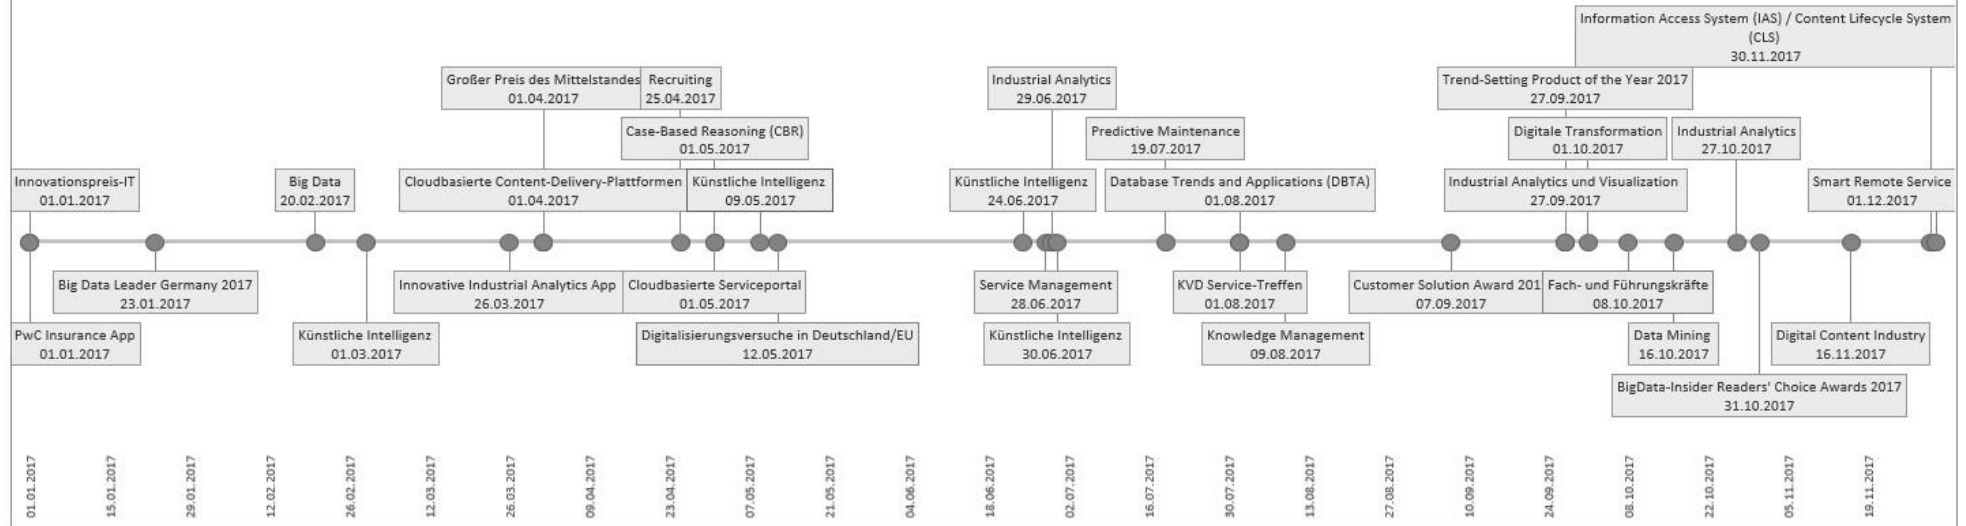 Information Access System (IAS) / Content Lifecycle System
(CLS)
30.11.2017
Großer Preis des Mittelstandes
01.04.2017
Recruiting
25.04.2017
Industrial Analytics
29.06.2017
Trend-Setting Product of the Year 2017
27.09.2017
Case-Based Reasoning (CBR)
01.05.2017
Predictive Maintenance
19.07.2017
Digitale Transformation
01.10.2017
Industrial Analytics
27.10.2017
Innovationspreis-IT
01.01.2017
Big Data
20.02.2017
Cloudbasierte Content-Delivery-Plattformen
01.04.2017
Künstliche Intelligenz
09.05.2017
Künstliche Intelligenz
24.06.2017
Database Trends and Applications (DBTA)
01.08.2017
Industrial Analytics und Visualization
27.09.2017
Smart Remote Service
01.12.2017
Big Data Leader Germany 2017
23.01.2017
Innovative Industrial Analytics App
26.03.2017
Cloudbasierte Serviceportal
01.05.2017
Service Management
28.06.2017
KVD Service-Treffen
01.08.2017
Customer Solution Award 201
07.09.2017
Fach- und Führungskräfte
08.10.2017
PwC Insurance App
01.01.2017
Künstliche Intelligenz
01.03.2017
Digitalisierungsversuche in Deutschland/EU
12.05.2017
Künstliche Intelligenz
30.06.2017
Knowledge Management
09.08.2017
Data Mining
16.10.2017
Digital Content Industry
16.11.2017
BigData-Insider Readers' Choice Awards 2017
31.10.2017
01.01.2017
15.01.2017
29.01.2017
12.02.2017
26.02.2017
12.03.2017
26.03.2017
09.04.2017
23.04.2017
07.05.2017
21.05.2017
04.06.2017
18.06.2017
02.07.2017
16.07.2017
30.07.2017
13.08.2017
27.08.2017
10.09.2017
24.09.2017
08.10.2017
22.10.2017
05.11.2017
19.11.2017